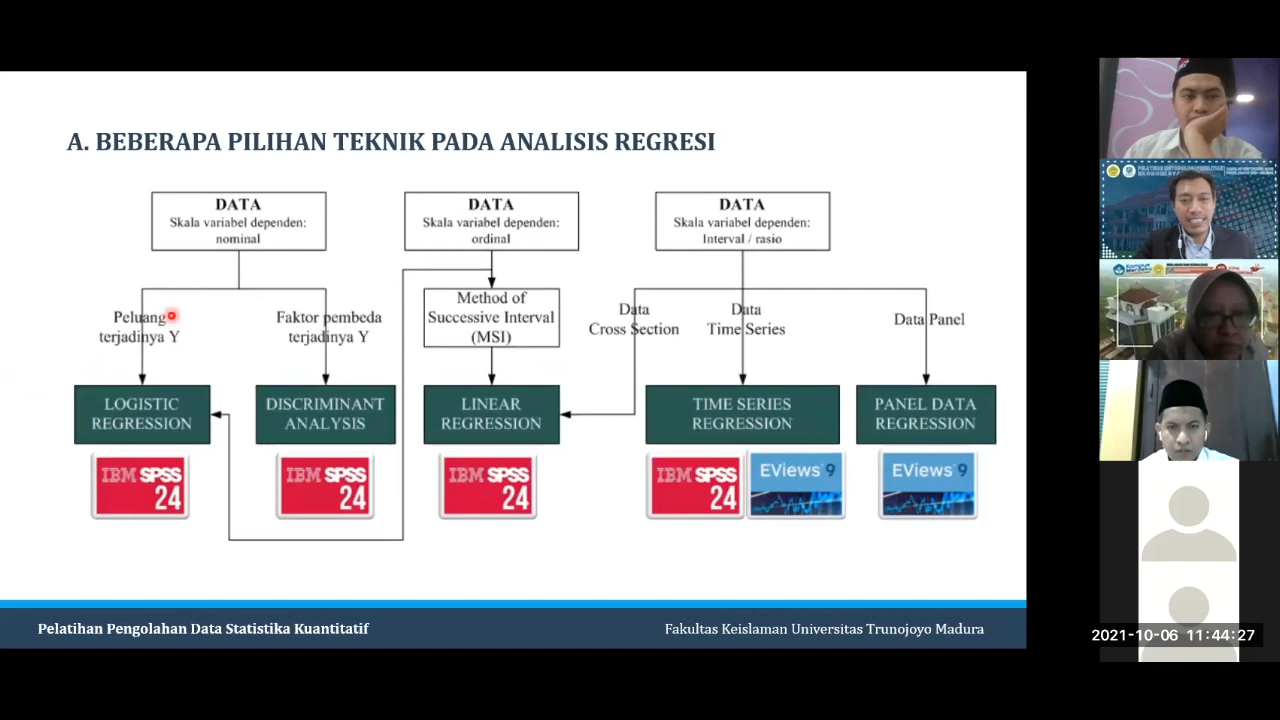 A. BEBERAPA PILIHAN TEKNIK PADA ANALISIS REGRESI
DATA
Skala variabel dependen:
nominal
DATA
Skala variabel dependen:
ordinal
DATA
Skala variabel dependen:
Interval / rasio
Peluang
terjadinya Y
Faktor pembeda
terjadinya Y
Method of
Successive Interval
(MSI)
Data
Cross Section
Data
Time Series
Data Panel
LOGISTIC
REGRESSION
DISCRIMINANT
ANALYSIS
LINEAR
REGRESSION
TIME SERIES
REGRESSION
PANEL DATA
REGRESSION
IBM SPSS
24
IBM SPSS
24
IBM SPSS
24
IBM SPSS
24
EViews 9
EViews 9
Pelatihan Pengolahan Data Statistika Kuantitatif
Fakultas Keislaman Universitas Trunojoyo Madura
2021-10-06 11:44:27